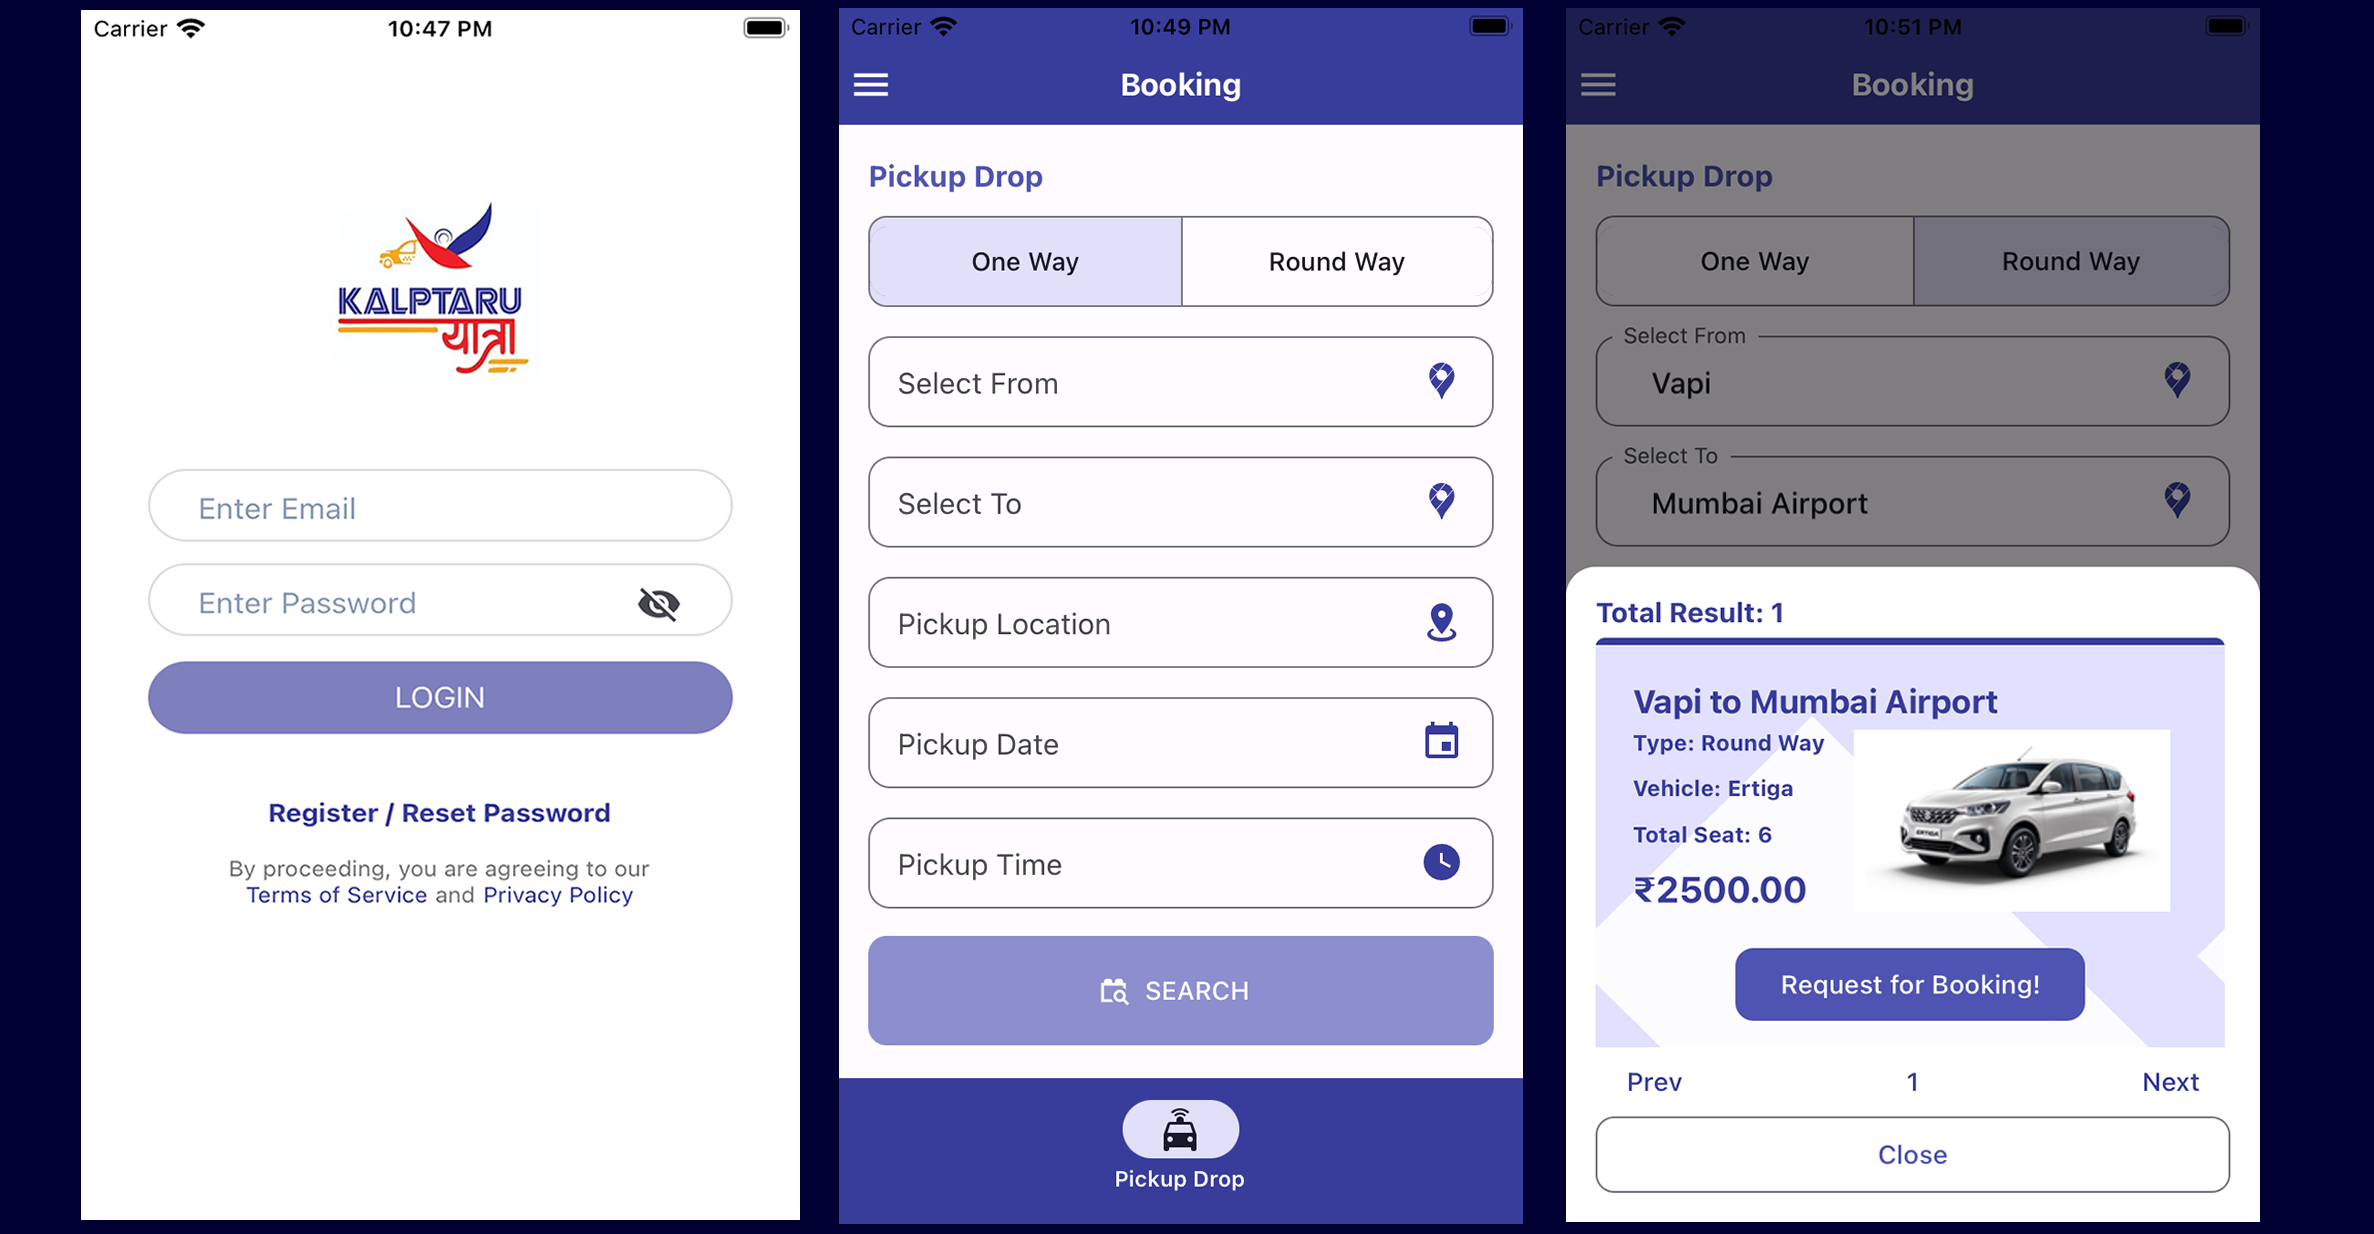 Carrier 10:47 PM
KALPTARU
यात्रा
Enter Email
Enter Password
LOGIN
Register / Reset Password
By proceeding, you are agreeing to our
Terms of Service and Privacy Policy
Carrier 10:49 PM
Booking
Pickup Drop
One Way Round Way
Select From
Select To
Pickup Location
Pickup Date
Pickup Time
SEARCH
Pickup Drop
Carrier 10:51 PM
Booking
Pickup Drop
One Way Round Way
Select From
Vapi
Select To
Mumbai Airport
Total Result: 1
Vapi to Mumbai Airport
Type: Round Way
Vehicle: Ertiga
Total Seat: 6
₹2500.00
ERTIGA
Request for Booking!
Prev 1 Next
Close